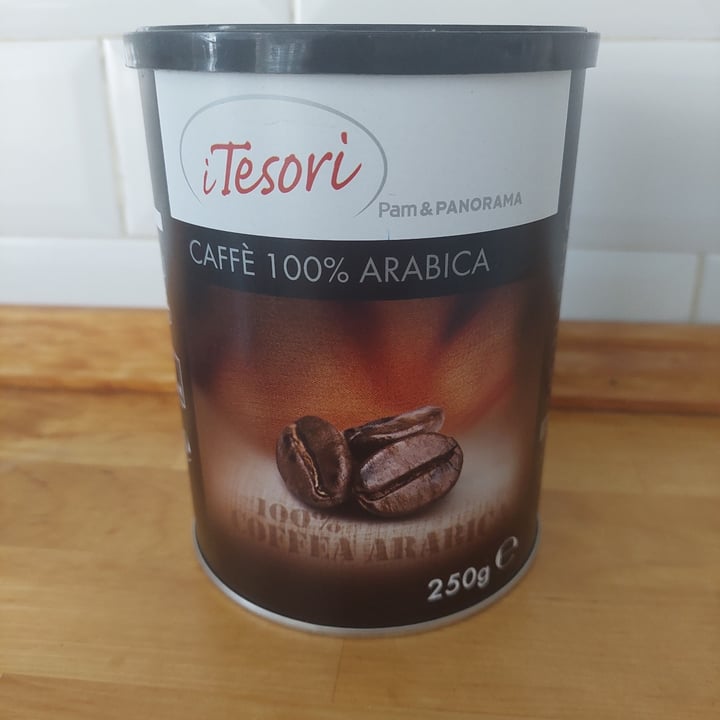 iTesori
Pam&PANORAMA
CAFFÈ 100% ARABICA
100%
COFFEA ARABICA
250g e